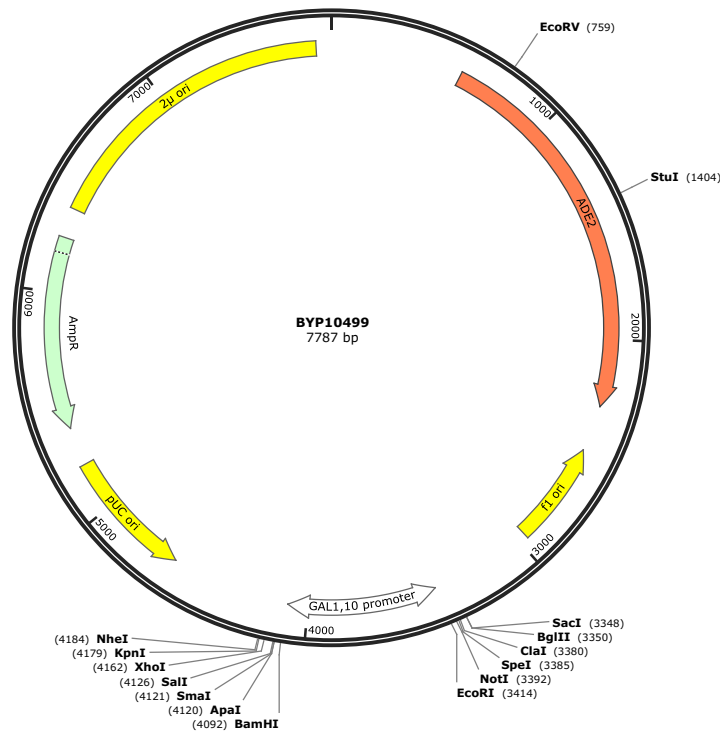 EcoRV (759)
1000
StuI (1404)
ADE2
2000
f1 ori
3000
SacI (3348)
BglII (3350)
ClaI (3380)
SpeI (3385)
NotI (3392)
EcoRI (3414)
GAL1,10 promoter
4000
(4092) BamHI
(4120) ApaI
(4121) SmaI
(4126) SalI
(4162) XhoI
(4179) KpnI
(4184) NheI
pUC ori
5000
AmpR
6000
2μ ori
7000
BYP10499
7787 bp